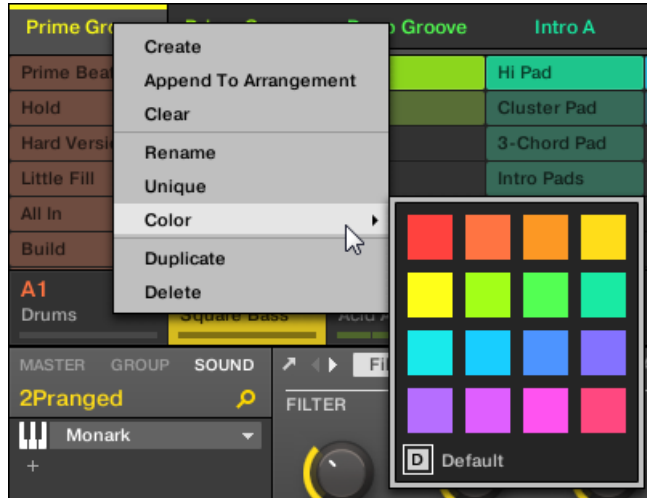 Prime Gro
Groove
Intro A
Create
Append To Arrangement
Clear
Rename
Unique
Color
Duplicate
Delete
Prime Beat
Hold
Hard Versi
Little Fill
All In
Build
Hi Pad
Cluster Pad
3-Chord Pad
Intro Pads
A1
Drums
Square Bass
Acid A
MASTER GROUP SOUND
2Pranged
Monark
+
Fil
FILTER
D Default